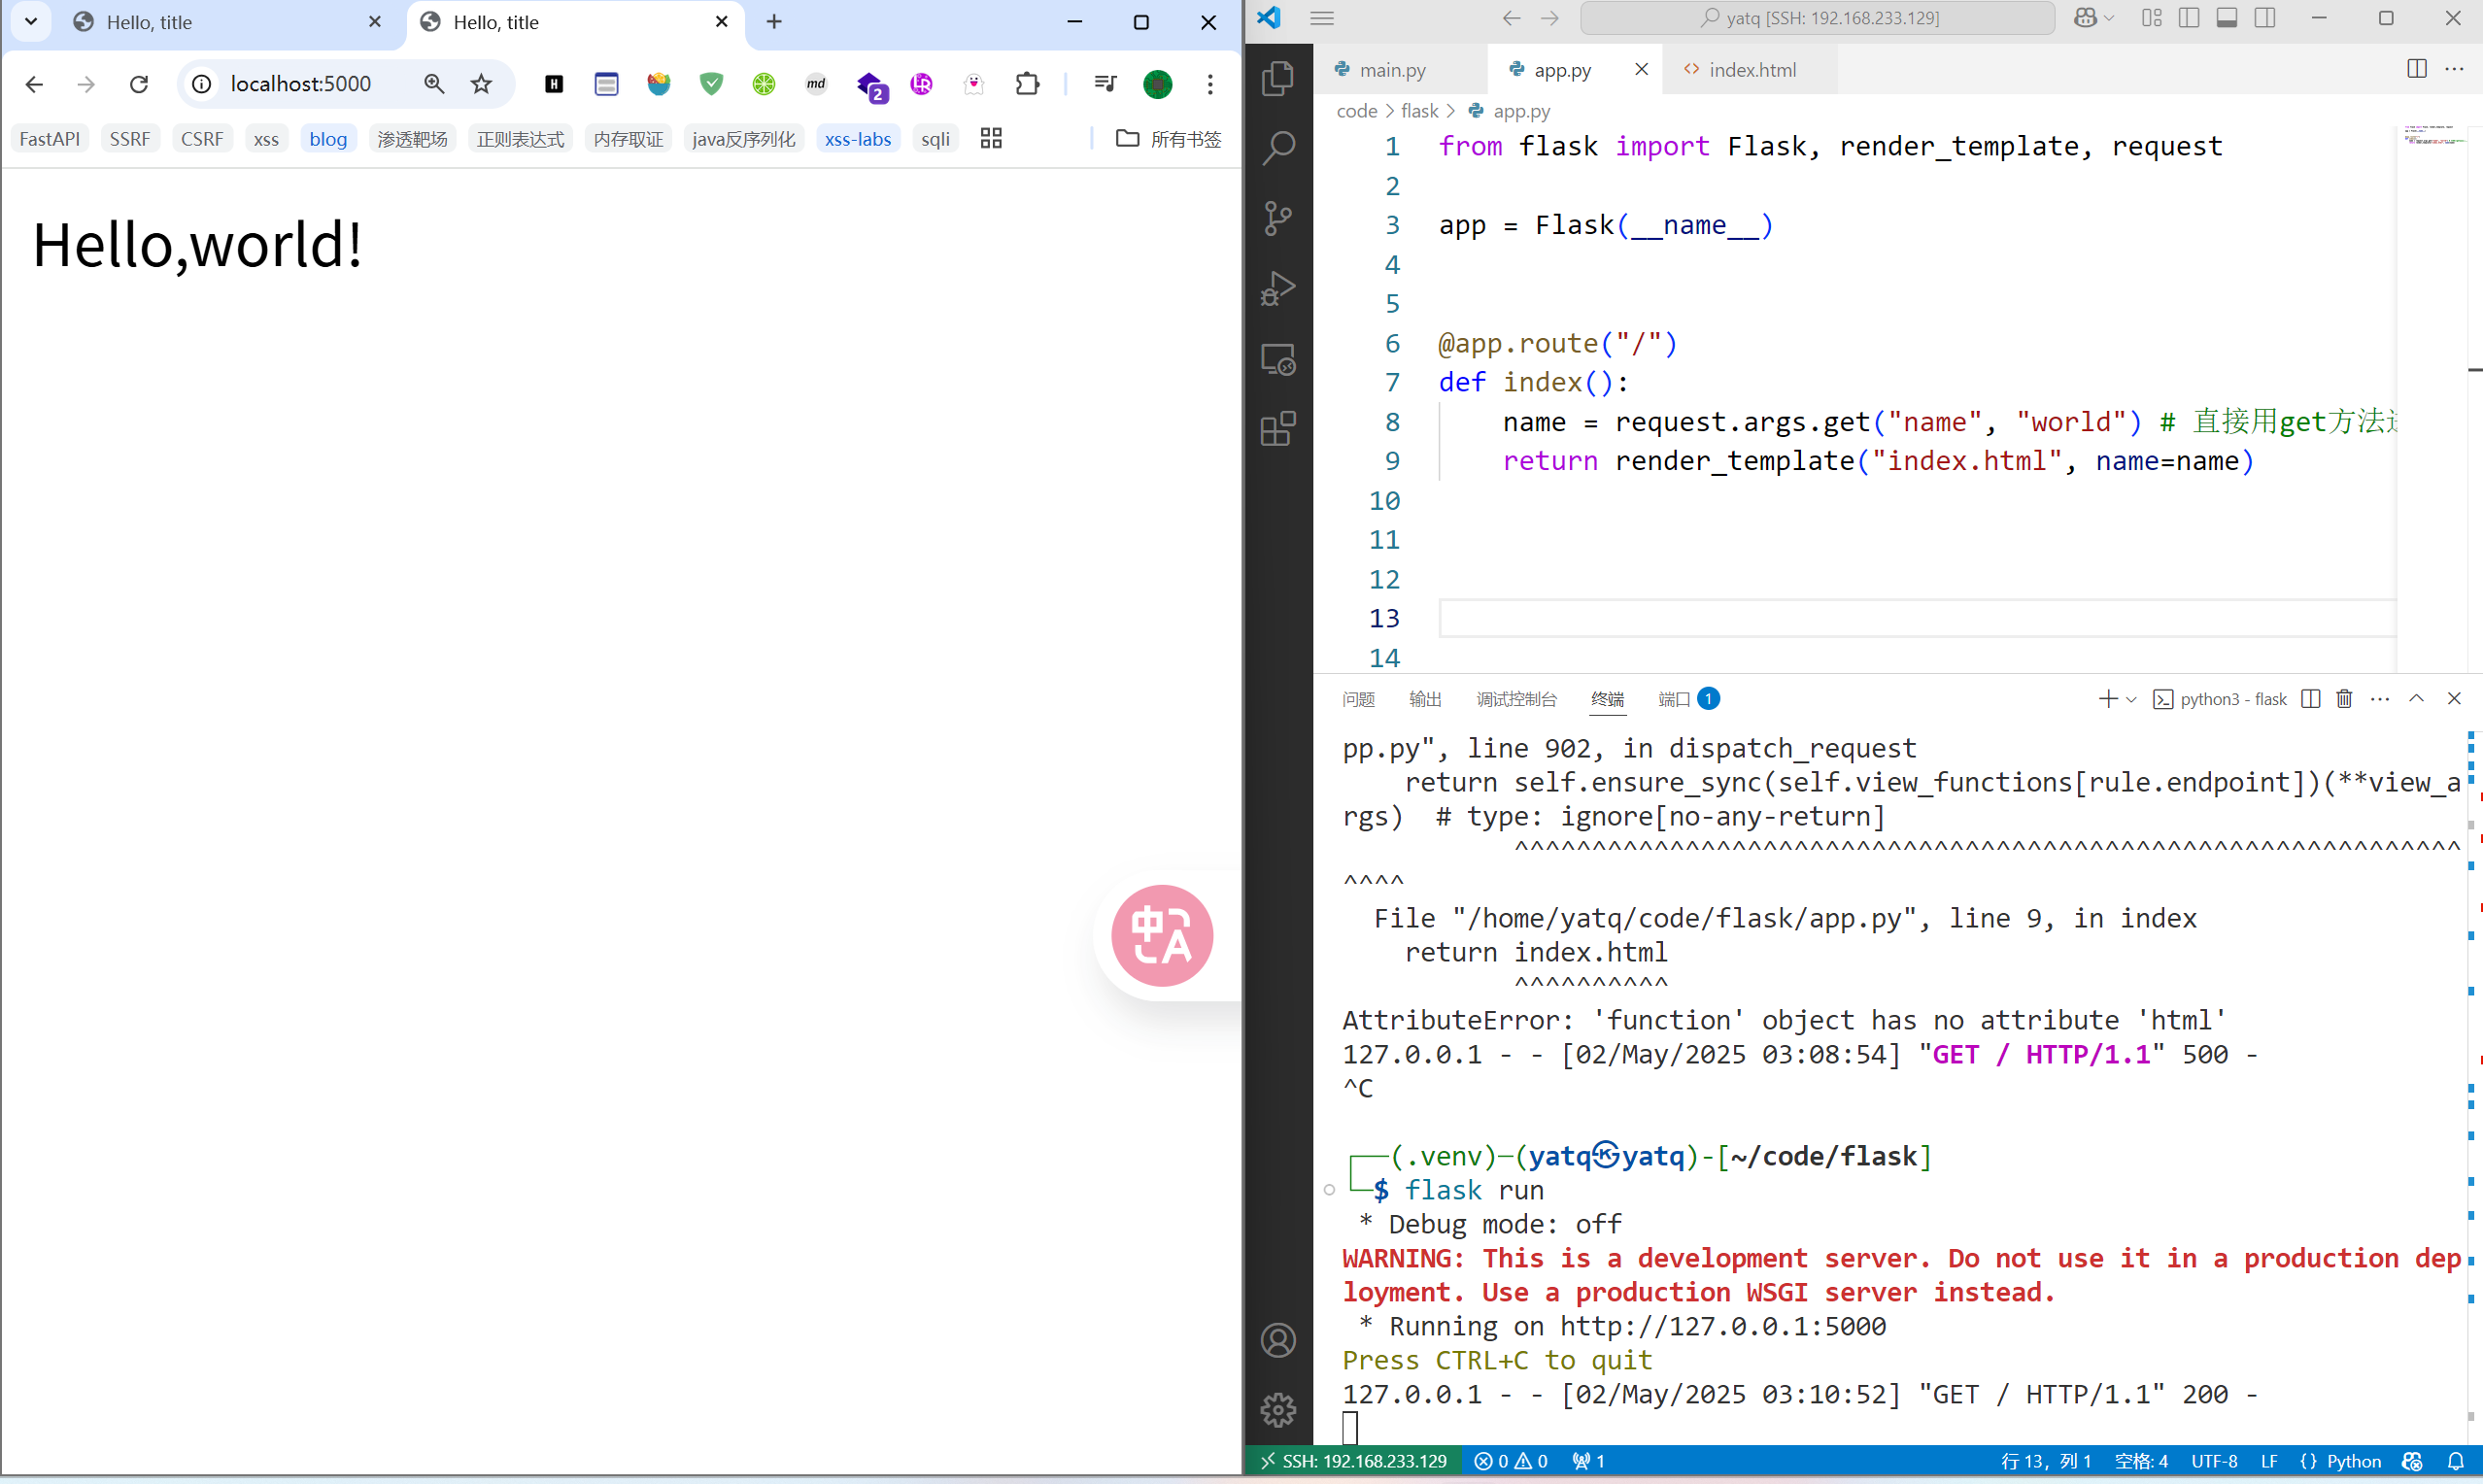 Hello, title
Hello, title
localhost:5000
H
md
2
FastAPI
SSRF
CSRF
xss
blog
渗透靶场
正则表达式
内存取证
java反序列化
xss-labs
sqli
所有书签
Hello,world!
中A
yatq [SSH: 192.168.233.129]
main.py
app.py
index.html
code > flask > app.py
1 from flask import Flask, render_template, request
2
3 app = Flask(__name__)
4
5
6 @app.route("/")
7 def index():
8     name = request.args.get("name", "world") # 直接用get方法
9     return render_template("index.html", name=name)
10
11
12
13
14
问题
输出
调试控制台
终端
端口 1
python3 - flask
pp.py", line 902, in dispatch_request
    return self.ensure_sync(self.view_functions[rule.endpoint])(**view_a
rgs)  # type: ignore[no-any-return]
           ^^^^^^^^^^^^^^^^^^^^^^^^^^^^^^^^^^^^^^^^^^^^^^^^^^^^^^^^^^^^^
^^^^
  File "/home/yatq/code/flask/app.py", line 9, in index
    return index.html
           ^^^^^^^^^^
AttributeError: 'function' object has no attribute 'html'
127.0.0.1 - - [02/May/2025 03:08:54] "GET / HTTP/1.1" 500 -
^C
┌──(.venv)─(yatq㉿yatq)-[~/code/flask]
└─$ flask run
 * Debug mode: off
WARNING: This is a development server. Do not use it in a production dep
loyment. Use a production WSGI server instead.
 * Running on http://127.0.0.1:5000
Press CTRL+C to quit
127.0.0.1 - - [02/May/2025 03:10:52] "GET / HTTP/1.1" 200 -
SSH: 192.168.233.129
0
0
1
行 13，列 1
空格: 4
UTF-8
LF
{ } Python